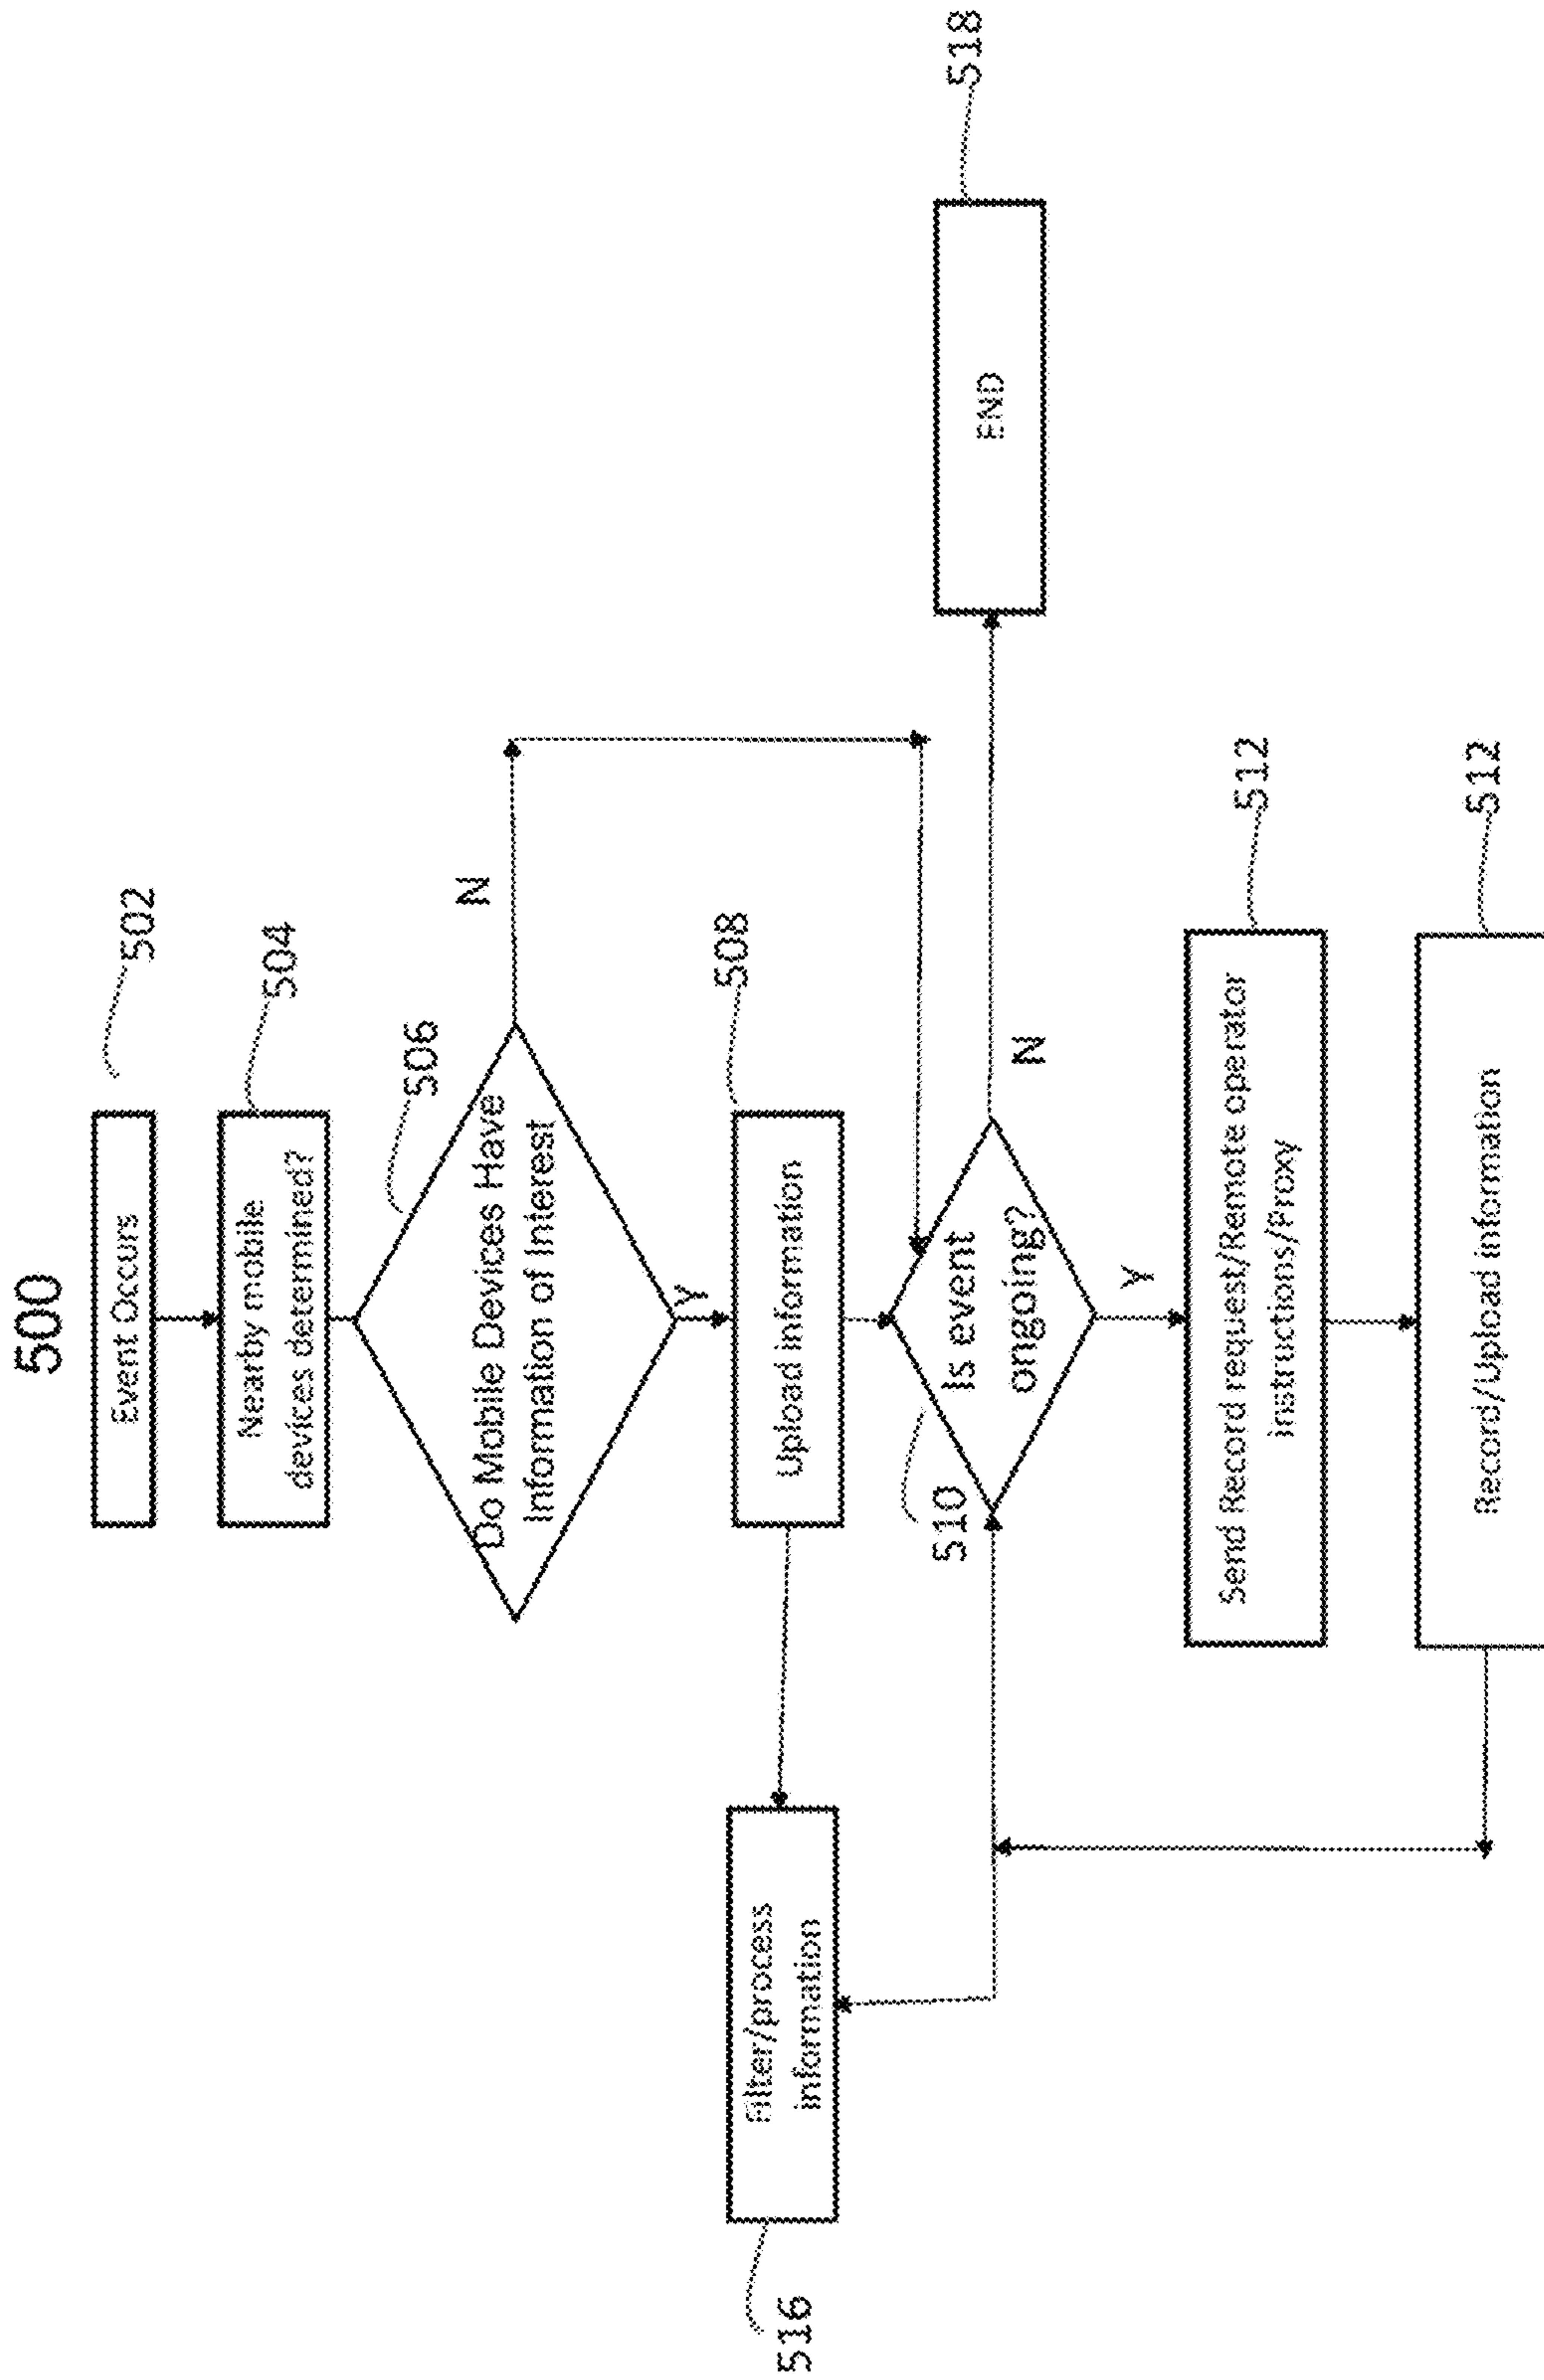 500
Event Occurs
502
Nearby mobile
devices determined?
504
506
Do Mobile Devices Have
Information of Interest
N
Y
Upload information
508
Filter/process
information
516
510
Is event
ongoing?
N
END
518
Y
Send Record request/Remote operator
instructions/Proxy
512
Record/Upload information
512